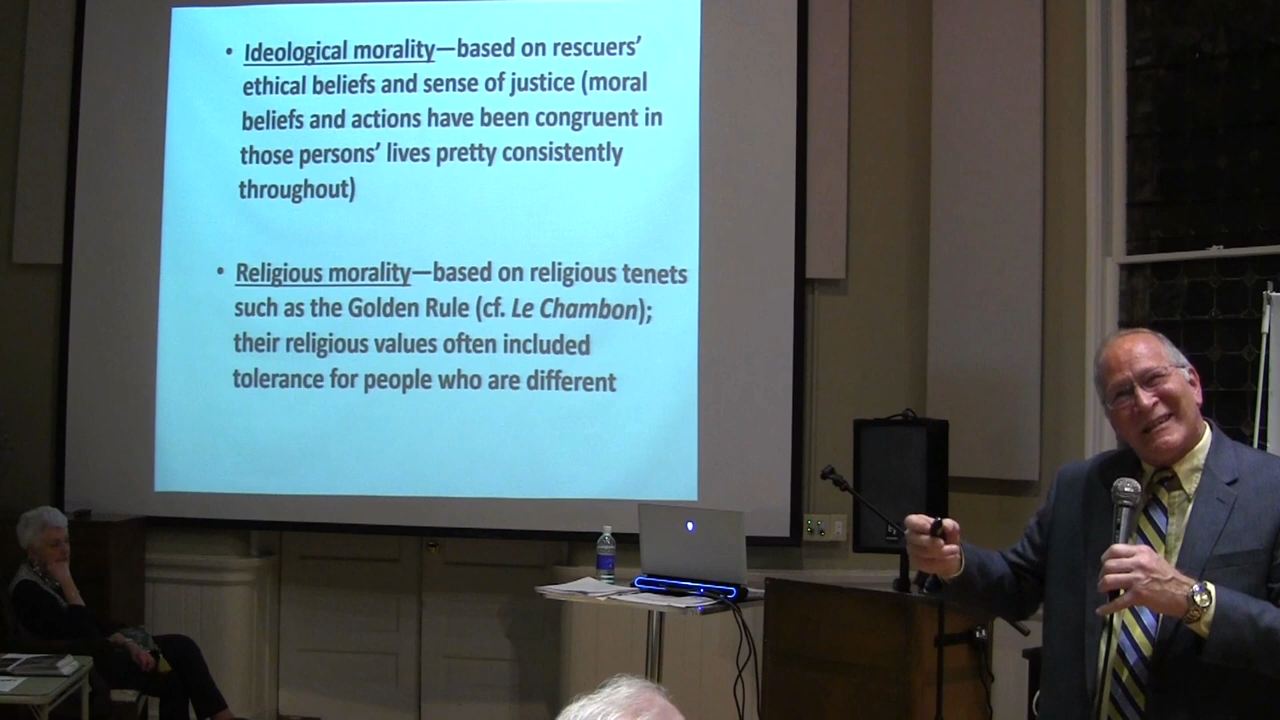 • Ideological morality—based on rescuers’
ethical beliefs and sense of justice (moral
beliefs and actions have been congruent in
those persons’ lives pretty consistently
throughout)
• Religious morality—based on religious tenets
such as the Golden Rule (cf. Le Chambon);
their religious values often included
tolerance for people who are different